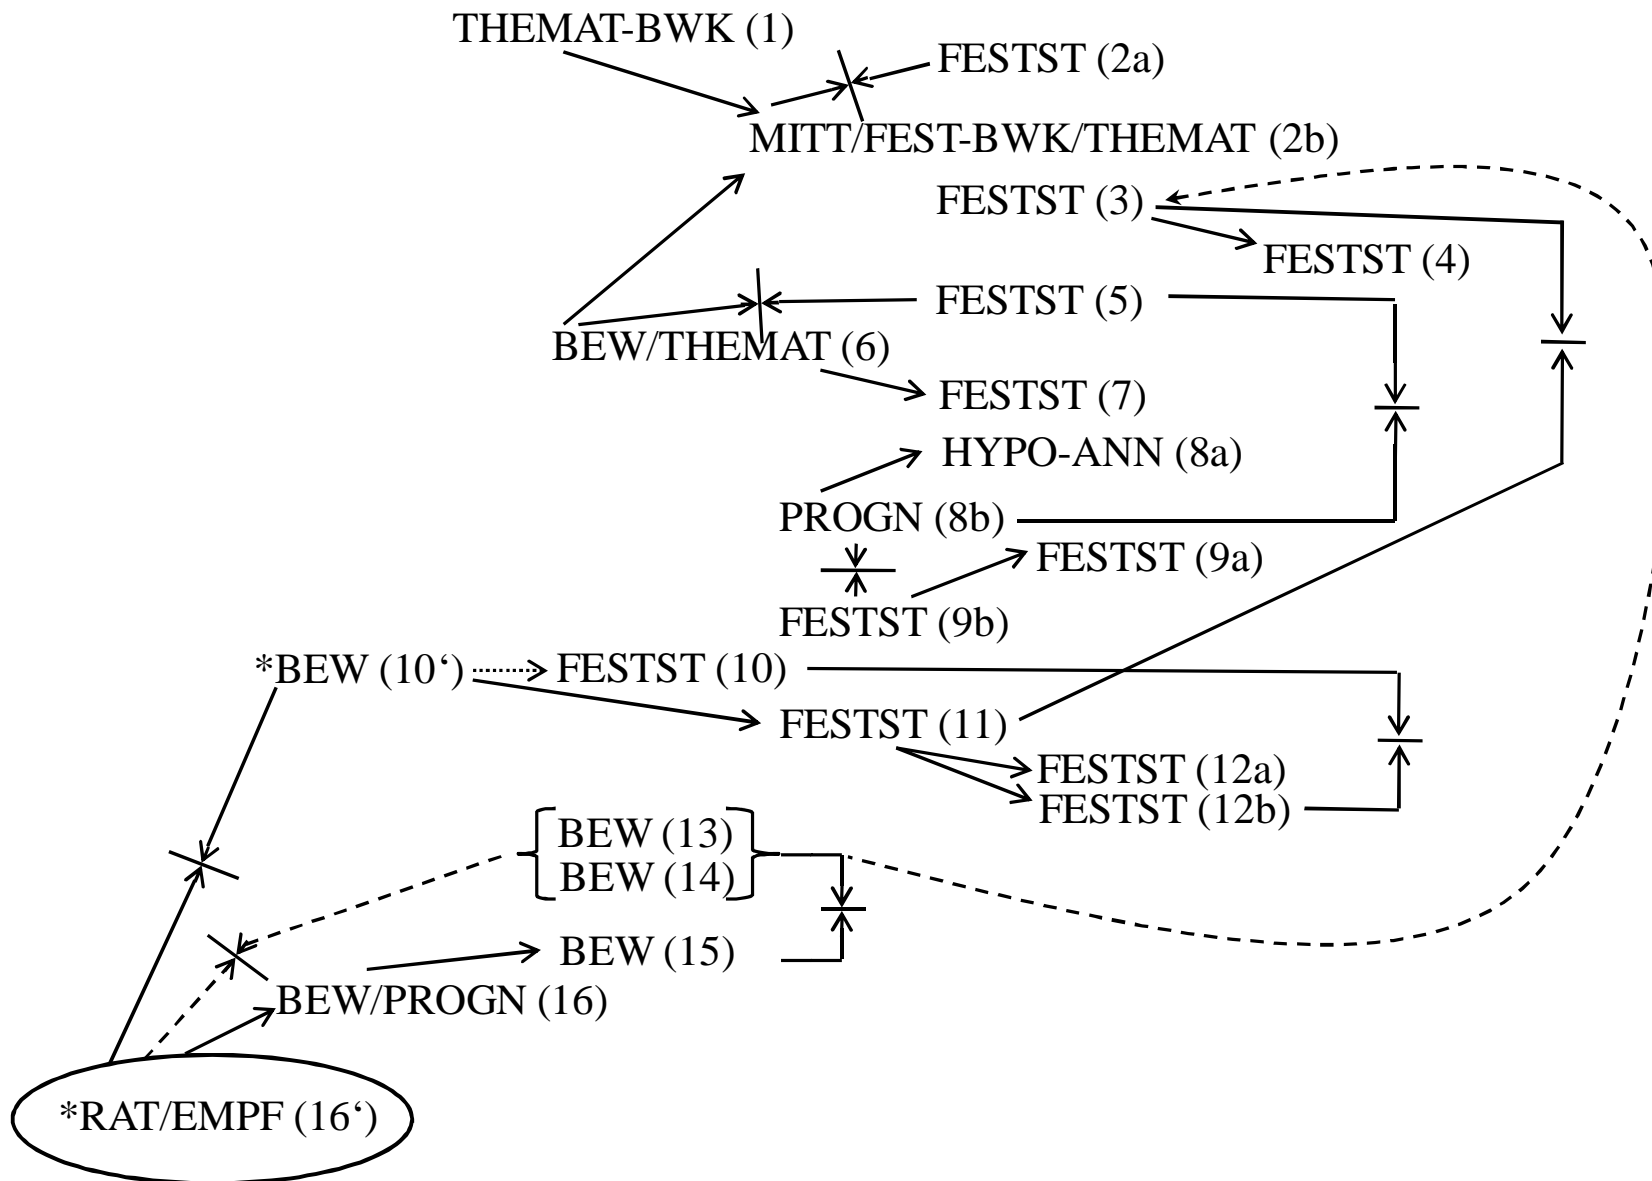 THEMAT-BWK (1)
FESTST (2a)
MITT/FEST-BWK/THEMAT (2b)
FESTST (3)
FESTST (4)
FESTST (5)
BEW/THEMAT (6)
FESTST (7)
HYPO-ANN (8a)
PROGN (8b)
FESTST (9a)
FESTST (9b)
*BEW (10‘)
FESTST (10)
FESTST (11)
FESTST (12a)
FESTST (12b)
BEW (13)
BEW (14)
BEW (15)
BEW/PROGN (16)
*RAT/EMPF (16‘)